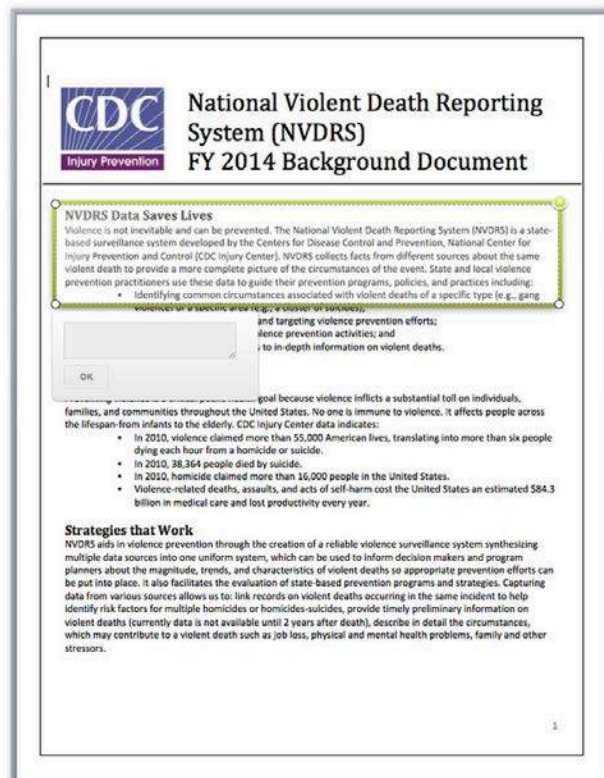 CDC
Injury Prevention
National Violent Death Reporting
System (NVDRS)
FY 2014 Background Document
NVDRS Data Saves Lives
Violence is not inevitable and can be prevented. The National Violent Death Reporting System (NVDRS) is a state-
based surveillance system developed by the Centers for Disease Control and Prevention, National Center for
Injury Prevention and Control (CDC Injury Center). NVDRS collects facts from different sources about the same
violent death to provide a more complete picture of the circumstances of the event. State and local violence
prevention practitioners use these data to guide their prevention programs, policies, and practices including:
• Identifying common circumstances associated with violent deaths of a specific type (e.g., gang
violence) or a specific area (e.g., a cluster of suicides);
and targeting violence prevention efforts;
lence prevention activities; and
s to in-depth information on violent deaths.
OK
goal because violence inflicts a substantial toll on individuals,
families, and communities throughout the United States. No one is immune to violence. It affects people across
the lifespan-from infants to the elderly. CDC Injury Center data indicates:
• In 2010, violence claimed more than 55,000 American lives, translating into more than six people
dying each hour from a homicide or suicide.
• In 2010, 38,364 people died by suicide.
• In 2010, homicide claimed more than 16,000 people in the United States.
• Violence-related deaths, assaults, and acts of self-harm cost the United States an estimated $84.3
billion in medical care and lost productivity every year.
Strategies that Work
NVDRS aids in violence prevention through the creation of a reliable violence surveillance system synthesizing
multiple data sources into one uniform system, which can be used to inform decision makers and program
planners about the magnitude, trends, and characteristics of violent deaths so appropriate prevention efforts can
be put into place. It also facilitates the evaluation of state-based prevention programs and strategies. Capturing
data from various sources allows us to: link records on violent deaths occurring in the same incident to help
identify risk factors for multiple homicides or homicides-suicides, provide timely preliminary information on
violent deaths (currently data is not available until 2 years after death), describe in detail the circumstances,
which may contribute to a violent death such as job loss, physical and mental health problems, family and other
stressors.
1